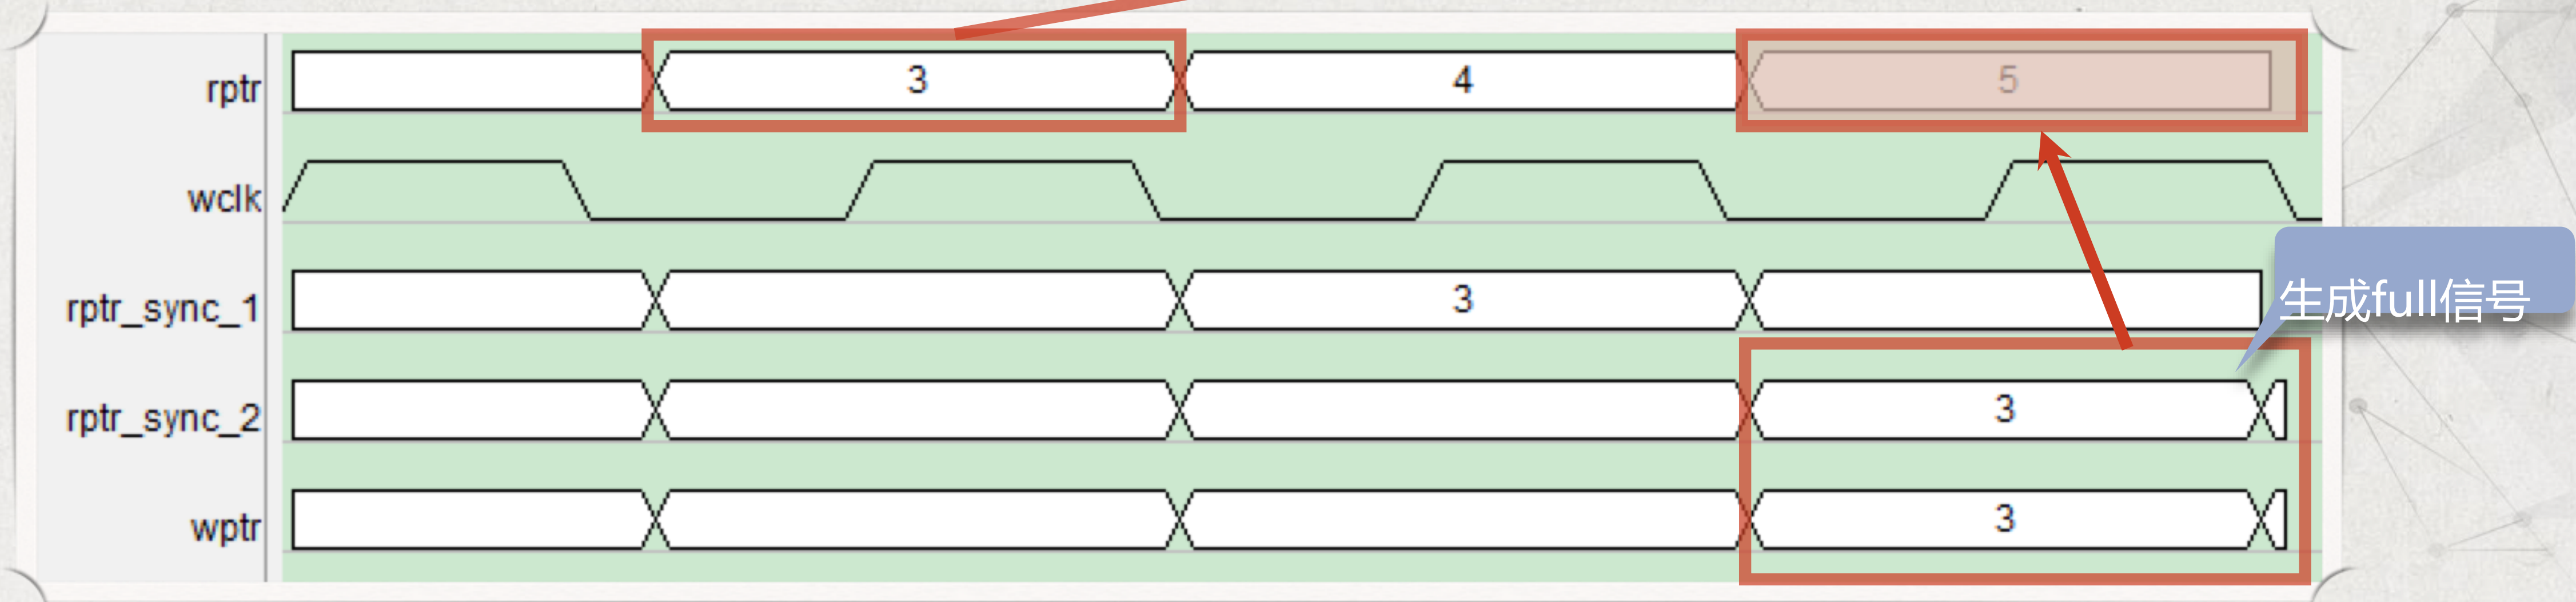 rptr
3
4
5
wclk
rptr_sync_1
3
生成full信号
rptr_sync_2
3
wptr
3